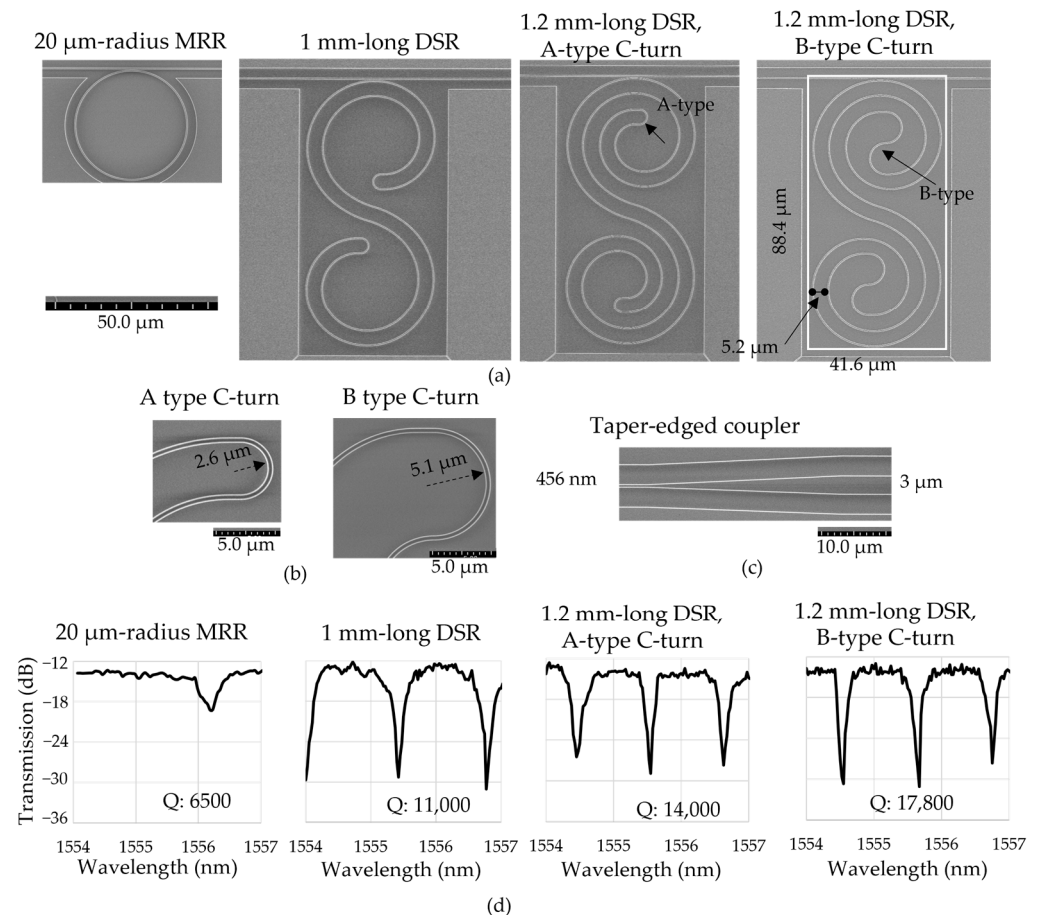 20 µm-radius MRR
1 mm-long DSR
1.2 mm-long DSR,
A-type C-turn
1.2 mm-long DSR,
B-type C-turn
A-type
B-type
88.4 µm
50.0 µm
5.2 µm
41.6 µm
(a)
A type C-turn
B type C-turn
Taper-edged coupler
2.6 µm
5.1 µm
456 nm
3 µm
5.0 µm
5.0 µm
10.0 µm
(b)
(c)
20 µm-radius MRR
1 mm-long DSR
1.2 mm-long DSR,
A-type C-turn
1.2 mm-long DSR,
B-type C-turn
Transmission (dB)
−12
−18
−24
−30
−36
Q: 6500
Q: 11,000
Q: 14,000
Q: 17,800
1554 1555 1556 1557
1554 1555 1556 1557
1554 1555 1556 1557
1554 1555 1556 1557
Wavelength (nm)
Wavelength (nm)
Wavelength (nm)
Wavelength (nm)
(d)